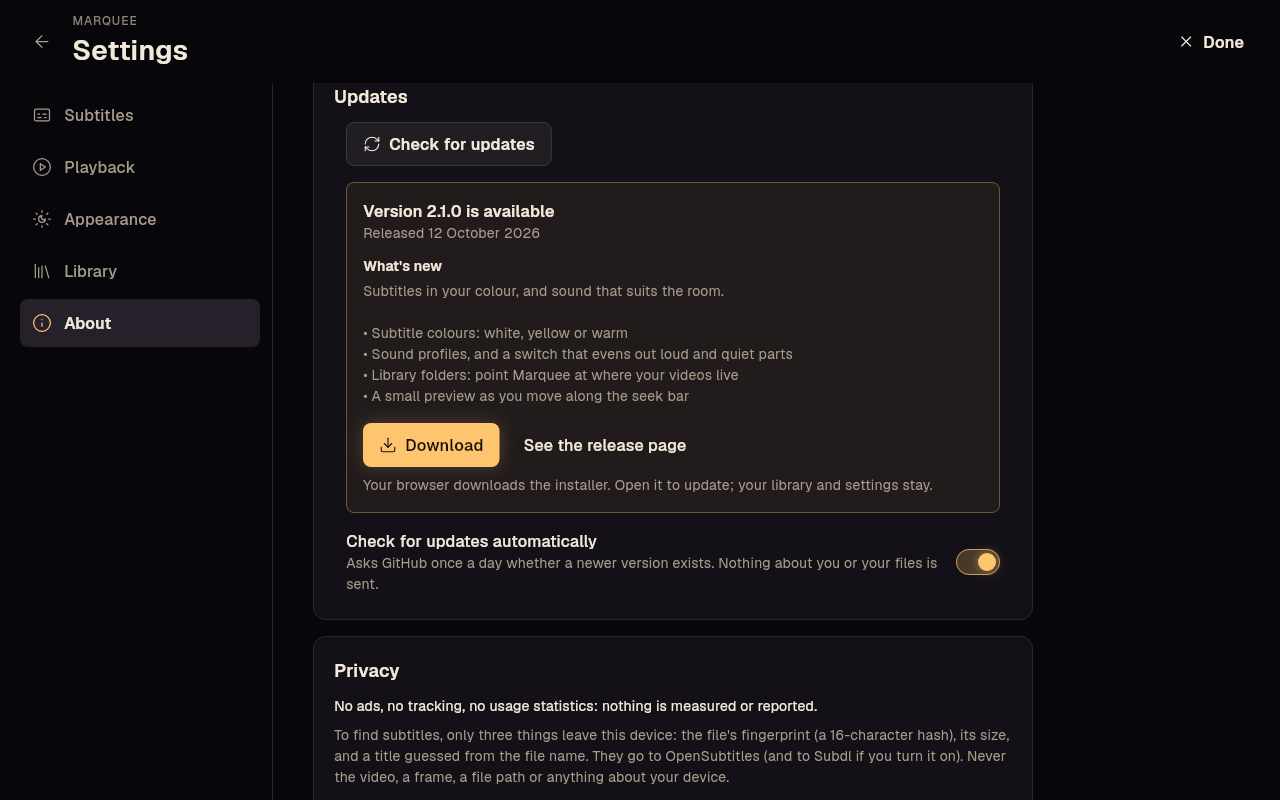 MARQUEE
Settings
Done
Subtitles
Playback
Appearance
Library
About
Updates
Check for updates
Version 2.1.0 is available
Released 12 October 2026
What's new
Subtitles in your colour, and sound that suits the room.
• Subtitle colours: white, yellow or warm
• Sound profiles, and a switch that evens out loud and quiet parts
• Library folders: point Marquee at where your videos live
• A small preview as you move along the seek bar
Download
See the release page
Your browser downloads the installer. Open it to update; your library and settings stay.
Check for updates automatically
Asks GitHub once a day whether a newer version exists. Nothing about you or your files is
sent.
Privacy
No ads, no tracking, no usage statistics: nothing is measured or reported.
To find subtitles, only three things leave this device: the file's fingerprint (a 16-character hash), its size,
and a title guessed from the file name. They go to OpenSubtitles (and to Subdl if you turn it on). Never
the video, a frame, a file path or anything about your device.